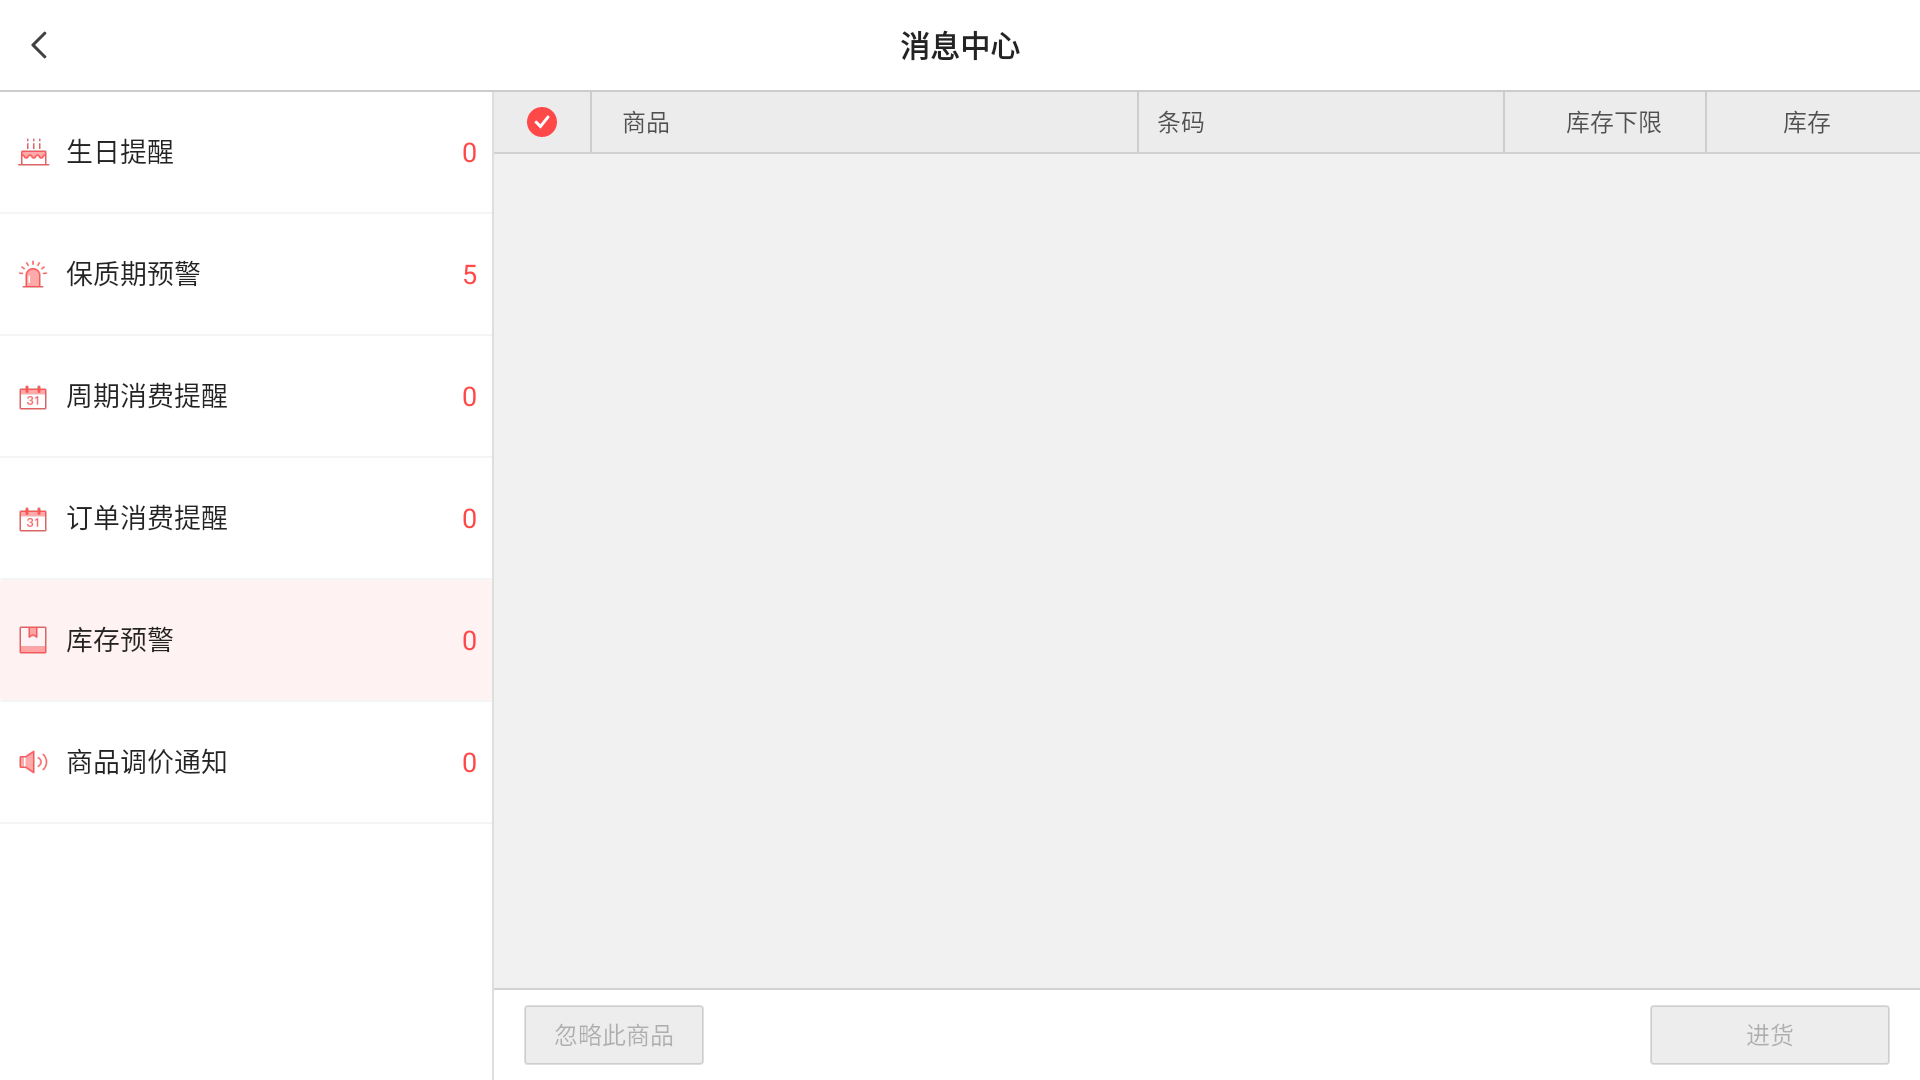 消息中心
生日提醒 0
保质期预警 5
31 周期消费提醒 0
31 订单消费提醒 0
库存预警 0
商品调价通知 0
商品 条码 库存下限 库存
忽略此商品 进货